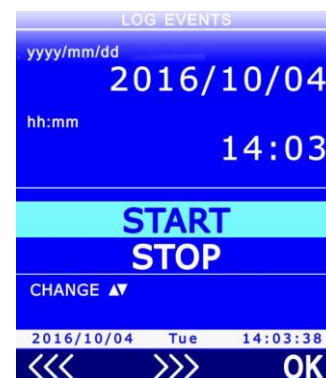 LOG EVENTS
yyyy/mm/dd
2016/10/04
hh:mm
14:03
START
STOP
CHANGE ▲▼
2016/10/04 Tue 14:03:38
<<< >>> OK